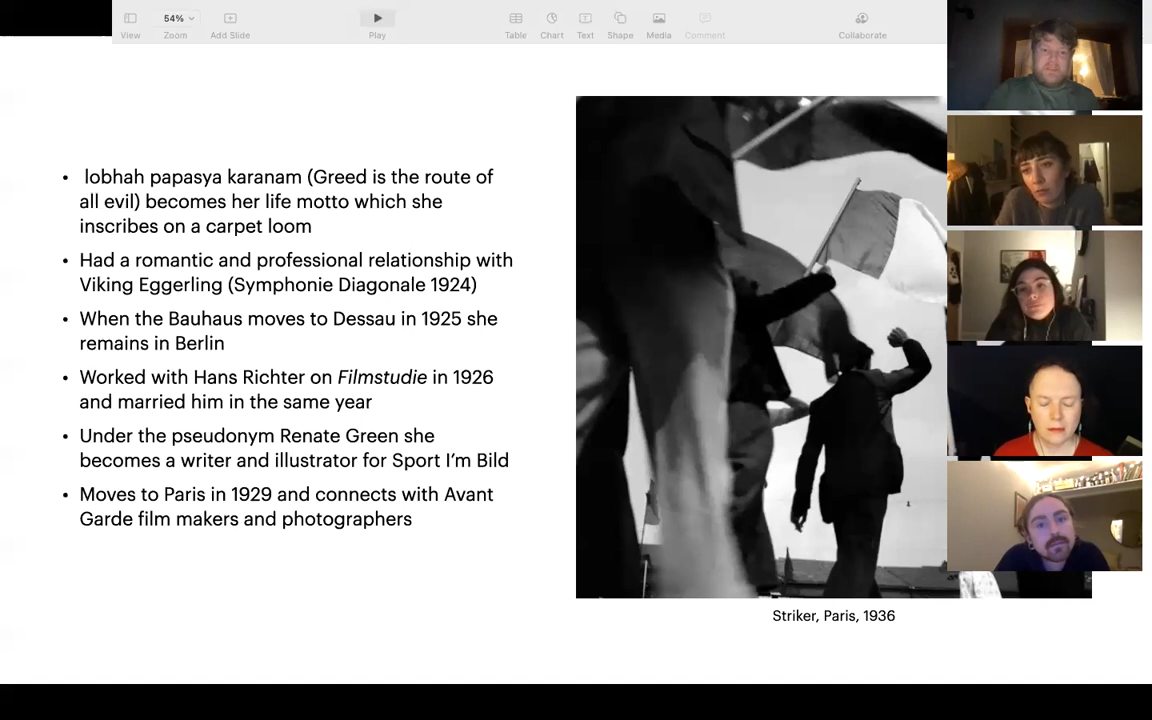 54%
View
Zoom
Add Slide
Play
Table
Chart
Text
Shape
Media
Comment
Collaborate
• lobhah papasya karanam (Greed is the route of
all evil) becomes her life motto which she
inscribes on a carpet loom
• Had a romantic and professional relationship with
Viking Eggerling (Symphonie Diagonale 1924)
• When the Bauhaus moves to Dessau in 1925 she
remains in Berlin
• Worked with Hans Richter on Filmstudie in 1926
and married him in the same year
• Under the pseudonym Renate Green she
becomes a writer and illustrator for Sport I’m Bild
• Moves to Paris in 1929 and connects with Avant
Garde film makers and photographers
Striker, Paris, 1936